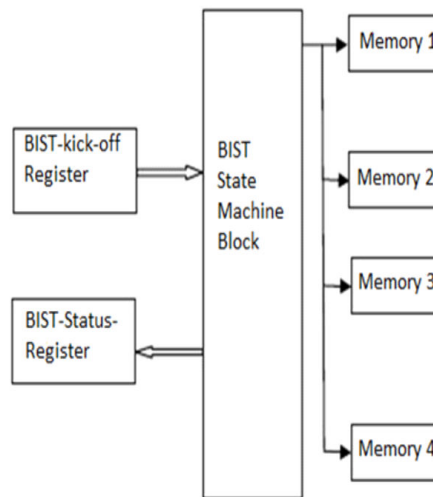 BIST-kick-off
Register
BIST-Status-
Register
BIST
State
Machine
Block
Memory 1
Memory 2
Memory 3
Memory 4